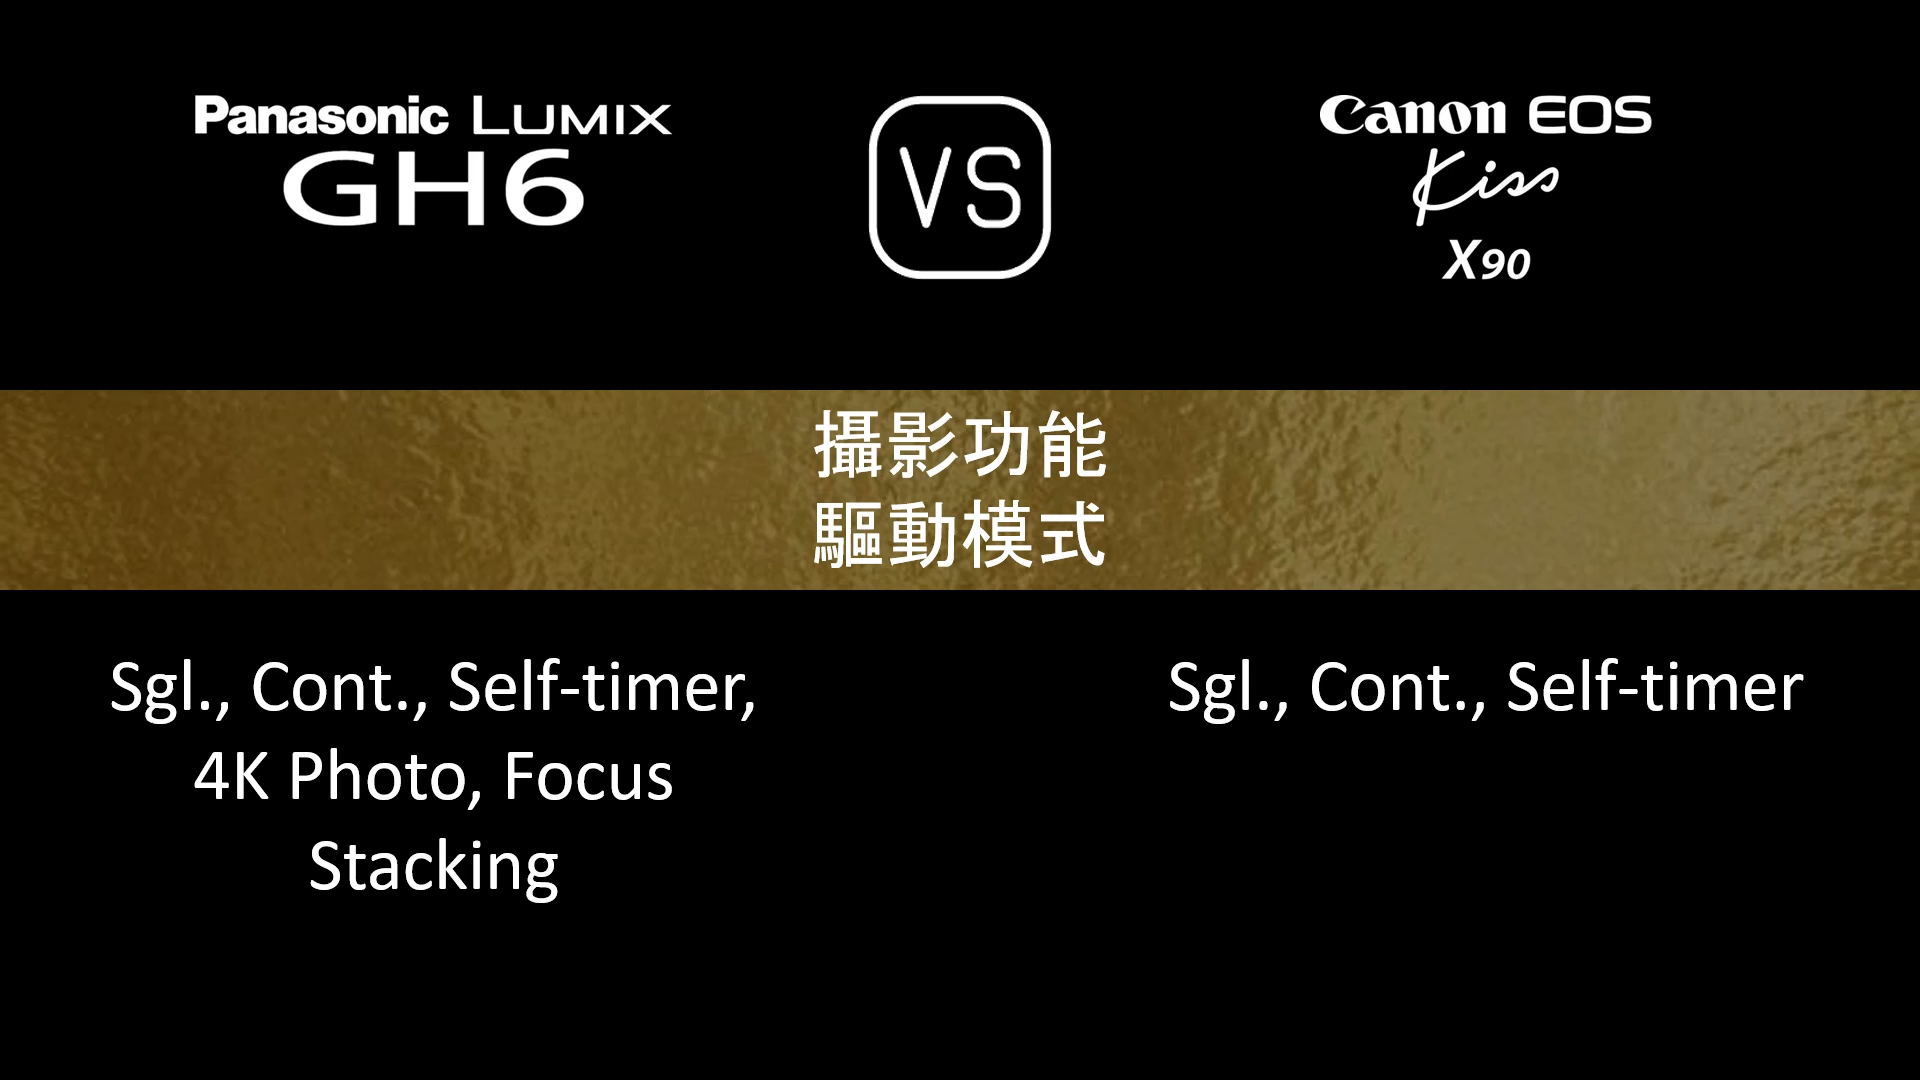 Panasonic LUMIX
GH6
VS
Canon EOS
Kiss
X90
攝影功能
驅動模式
Sgl., Cont., Self-timer,
4K Photo, Focus
Stacking
Sgl., Cont., Self-timer